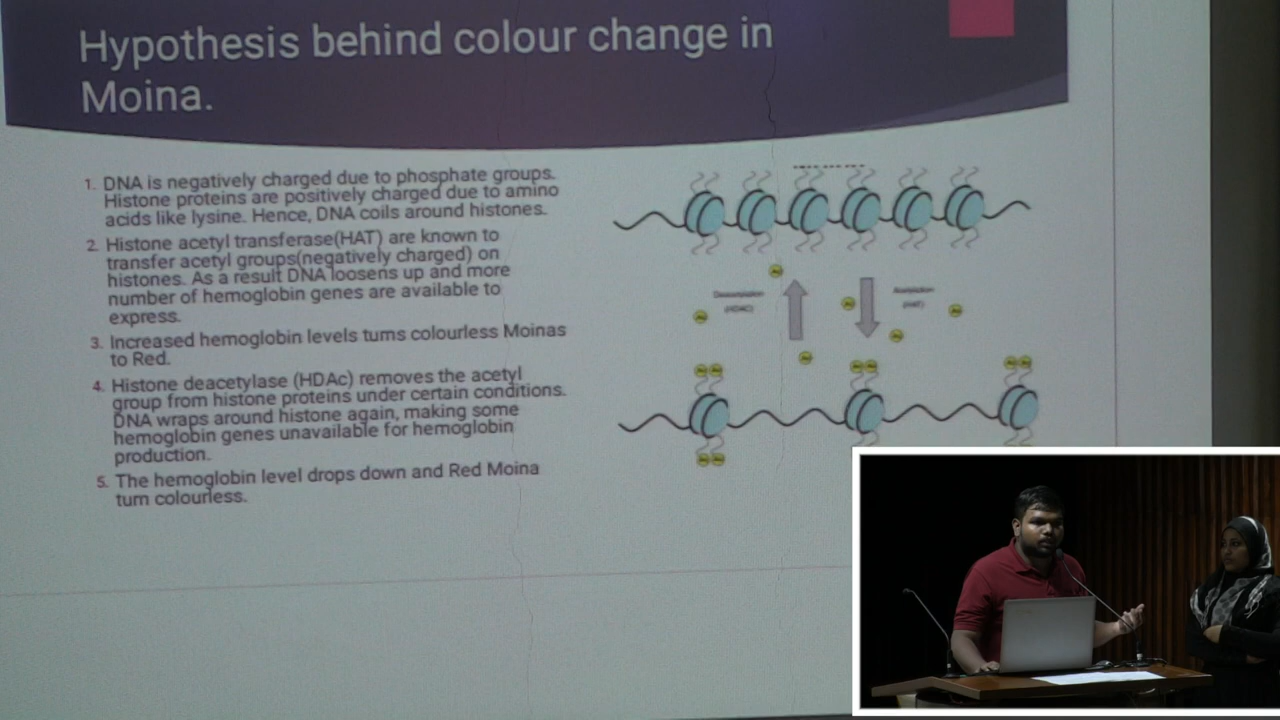 Hypothesis behind colour change in
Moina.
1. DNA is negatively charged due to phosphate groups.
Histone proteins are positively charged due to amino
acids like lysine. Hence, DNA coils around histones.
2. Histone acetyl transferase(HAT) are known to
transfer acetyl groups(negatively charged) on
histones. As a result DNA loosens up and more
number of hemoglobin genes are available to
express.
3. Increased hemoglobin levels turns colourless Moinas
to Red.
4. Histone deacetylase (HDAc) removes the acetyl
group from histone proteins under certain conditions.
DNA wraps around histone again, making some
hemoglobin genes unavailable for hemoglobin
production.
5. The hemoglobin level drops down and Red Moina
turn colourless.
(HDAC)
(HAT)